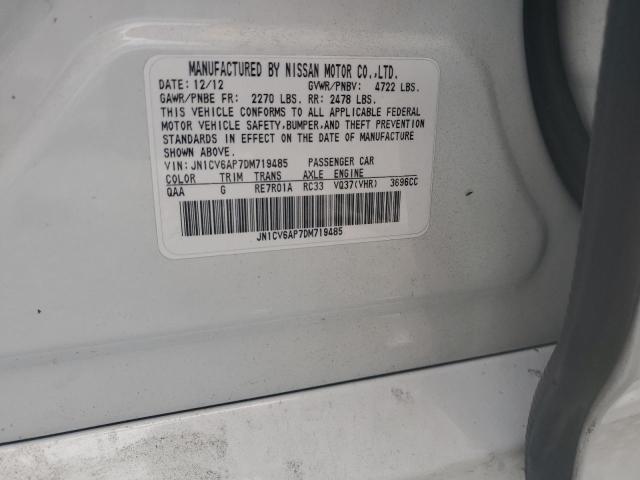 MANUFACTURED BY NISSAN MOTOR CO.,LTD.
DATE: 12/12 GVWR/PNBV: 4722 LBS.
GAWR/PNBE FR: 2270 LBS. RR: 2478 LBS.
THIS VEHICLE CONFORMS TO ALL APPLICABLE FEDERAL
MOTOR VEHICLE SAFETY, BUMPER, AND THEFT PREVENTION
STANDARDS IN EFFECT ON THE DATE OF MANUFACTURE
SHOWN ABOVE.
VIN: JN1CV6AP7DM719485 PASSENGER CAR
COLOR TRIM TRANS AXLE ENGINE
QAA G RE7R01A RC33 VQ37(VHR) 3696CC
JN1CV6AP7DM719485